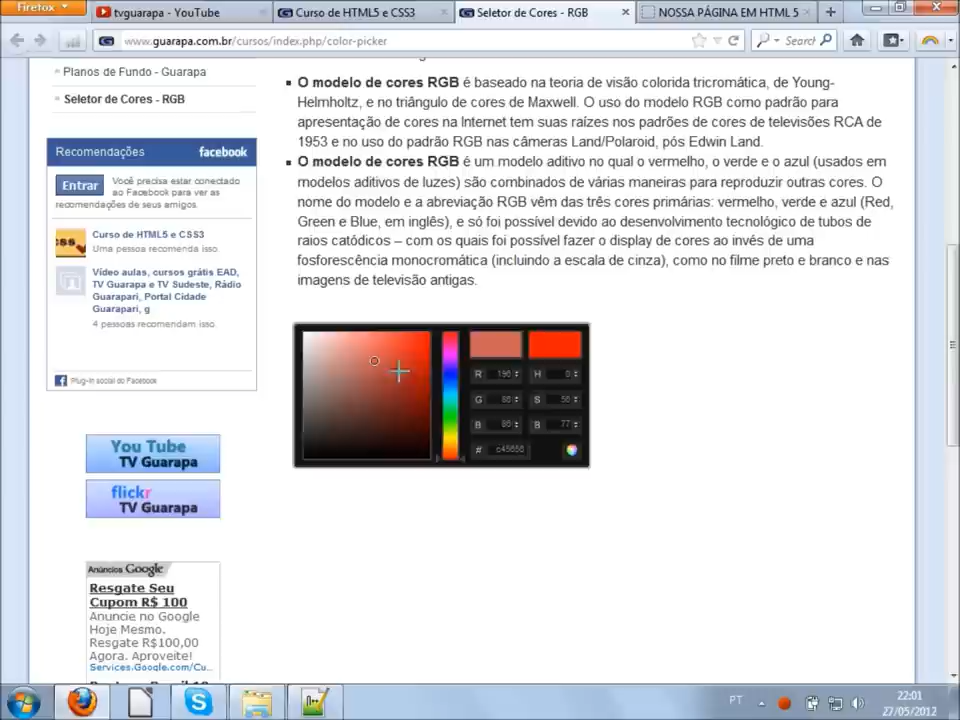 Firefox
tvguarapa - YouTube
Curso de HTML5 e CSS3
Seletor de Cores - RGB
NOSSA PÁGINA EM HTML 5
www.guarapa.com.br/cursos/index.php/color-picker
Search
Planos de Fundo - Guarapa
Seletor de Cores - RGB
Recomendações
facebook
Entrar
Você precisa estar conectado
ao Facebook para ver as
recomendações de seus amigos.
Curso de HTML5 e CSS3
Uma pessoa recomenda isso.
Vídeo aulas, cursos grátis EAD,
TV Guarapa e TV Sudeste, Rádio
Guarapari, Portal Cidade
Guarapari, g
4 pessoas recomendam isso.
Plug-in social do Facebook
You Tube
TV Guarapa
flickr
TV Guarapa
Anúncios Google
Resgate Seu
Cupom R$ 100
Anuncie no Google
Hoje Mesmo.
Resgate R$100,00
Agora. Aproveite!
Services.Google.com/Cu...
O modelo de cores RGB é baseado na teoria de visão colorida tricromática, de Young-
Helmholtz, e no triângulo de cores de Maxwell. O uso do modelo RGB como padrão para
apresentação de cores na Internet tem suas raízes nos padrões de cores de televisões RCA de
1953 e no uso do padrão RGB nas câmeras Land/Polaroid, pós Edwin Land.
O modelo de cores RGB é um modelo aditivo no qual o vermelho, o verde e o azul (usados em
modelos aditivos de luzes) são combinados de várias maneiras para reproduzir outras cores. O
nome do modelo e a abreviação RGB vêm das três cores primárias: vermelho, verde e azul (Red,
Green e Blue, em inglês), e só foi possível devido ao desenvolvimento tecnológico de tubos de
raios catódicos – com os quais foi possível fazer o display de cores ao invés de uma
fosforescência monocromática (incluindo a escala de cinza), como no filme preto e branco e nas
imagens de televisão antigas.
R 196 H
G S
B B 77
#
PT
22:01
27/05/2012